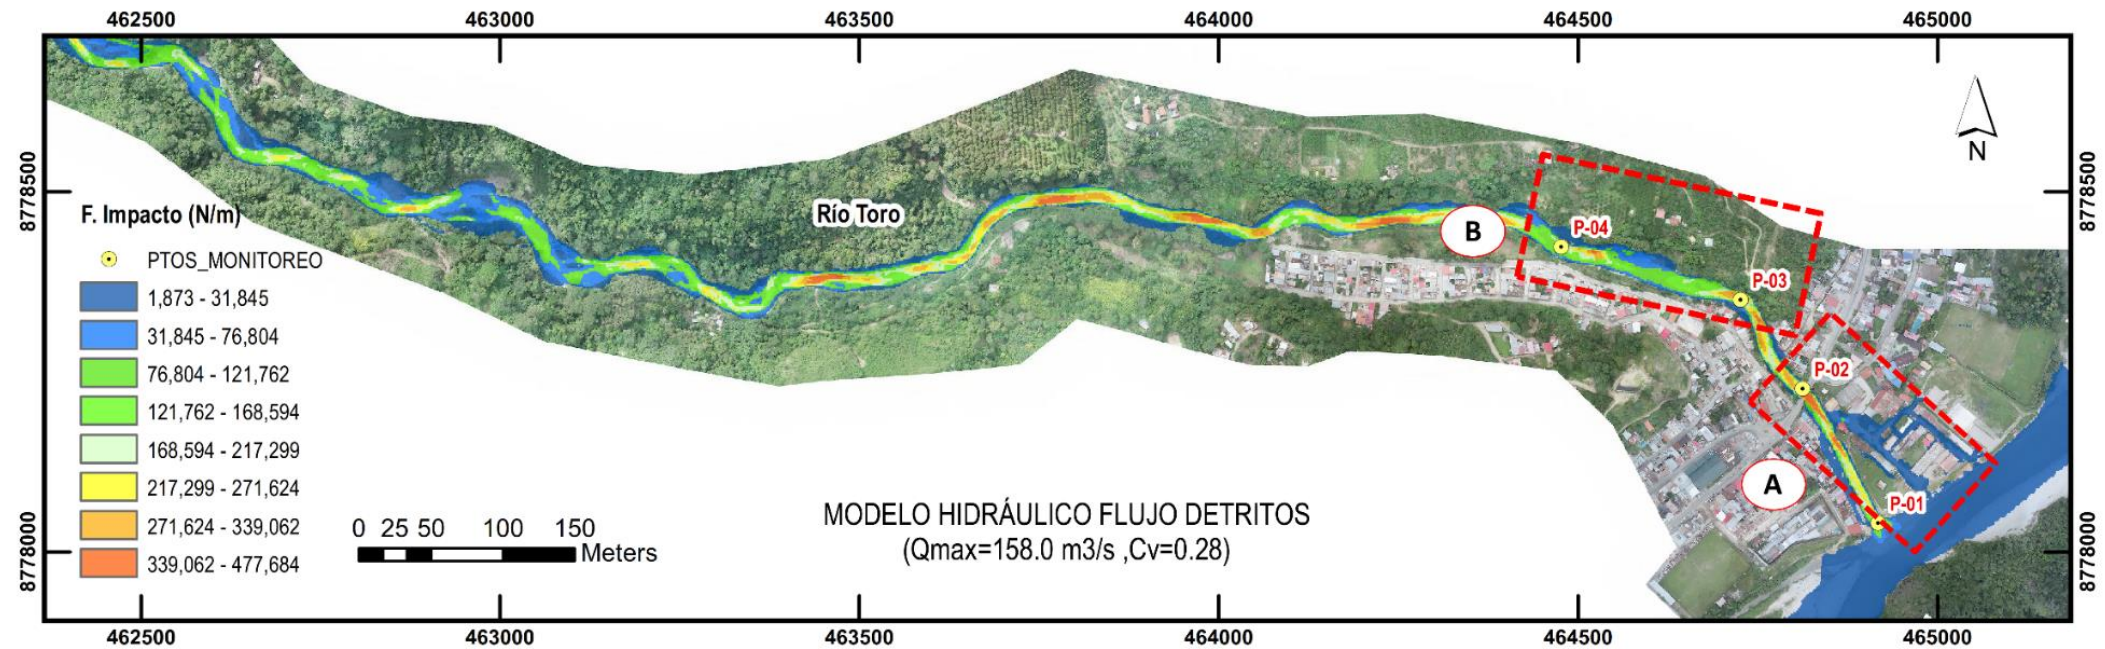 462500 463000 463500 464000 464500 465000
8778500
8778500
8778000
8778000
N
Río Toro
B
P-04
P-03
P-02
A
P-01
F. Impacto (N/m)
PTOS_MONITOREO
1,873 - 31,845
31,845 - 76,804
76,804 - 121,762
121,762 - 168,594
168,594 - 217,299
217,299 - 271,624
271,624 - 339,062
339,062 - 477,684
0 25 50 100 150
Meters
MODELO HIDRÁULICO FLUJO DETRITOS
(Qmax=158.0 m3/s ,Cv=0.28)
462500 463000 463500 464000 464500 465000